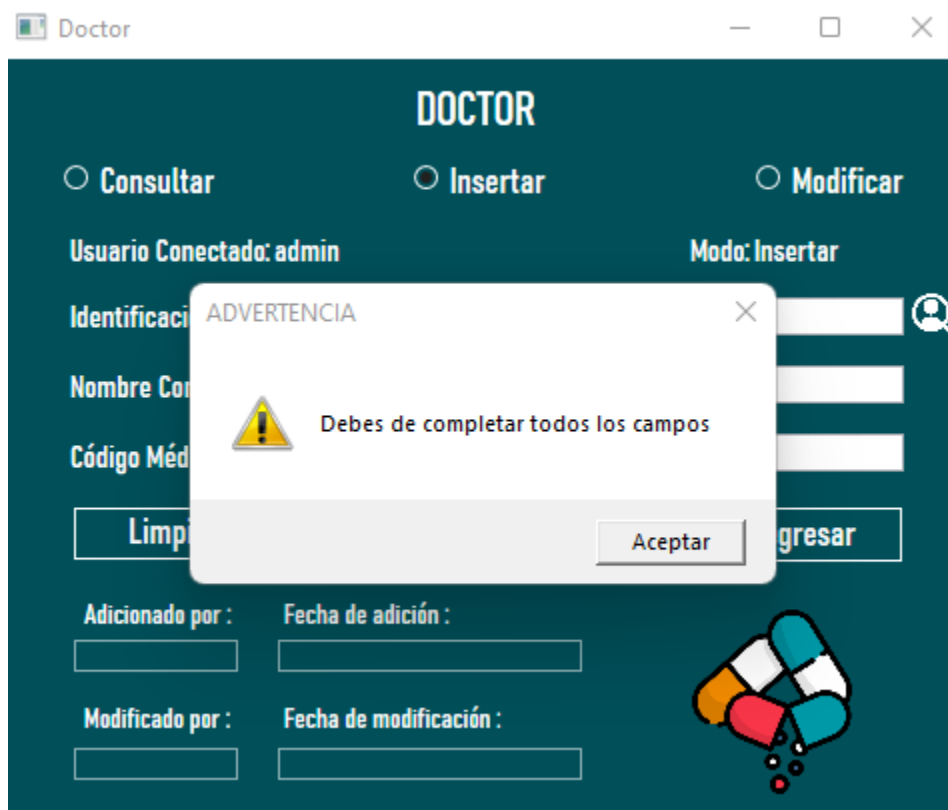 Doctor
DOCTOR
Consultar Insertar Modificar
Usuario Conectado: admin Modo: Insertar
ADVERTENCIA
Debes de completar todos los campos
Aceptar
Adicionado por : Fecha de adición :
Modificado por : Fecha de modificación :